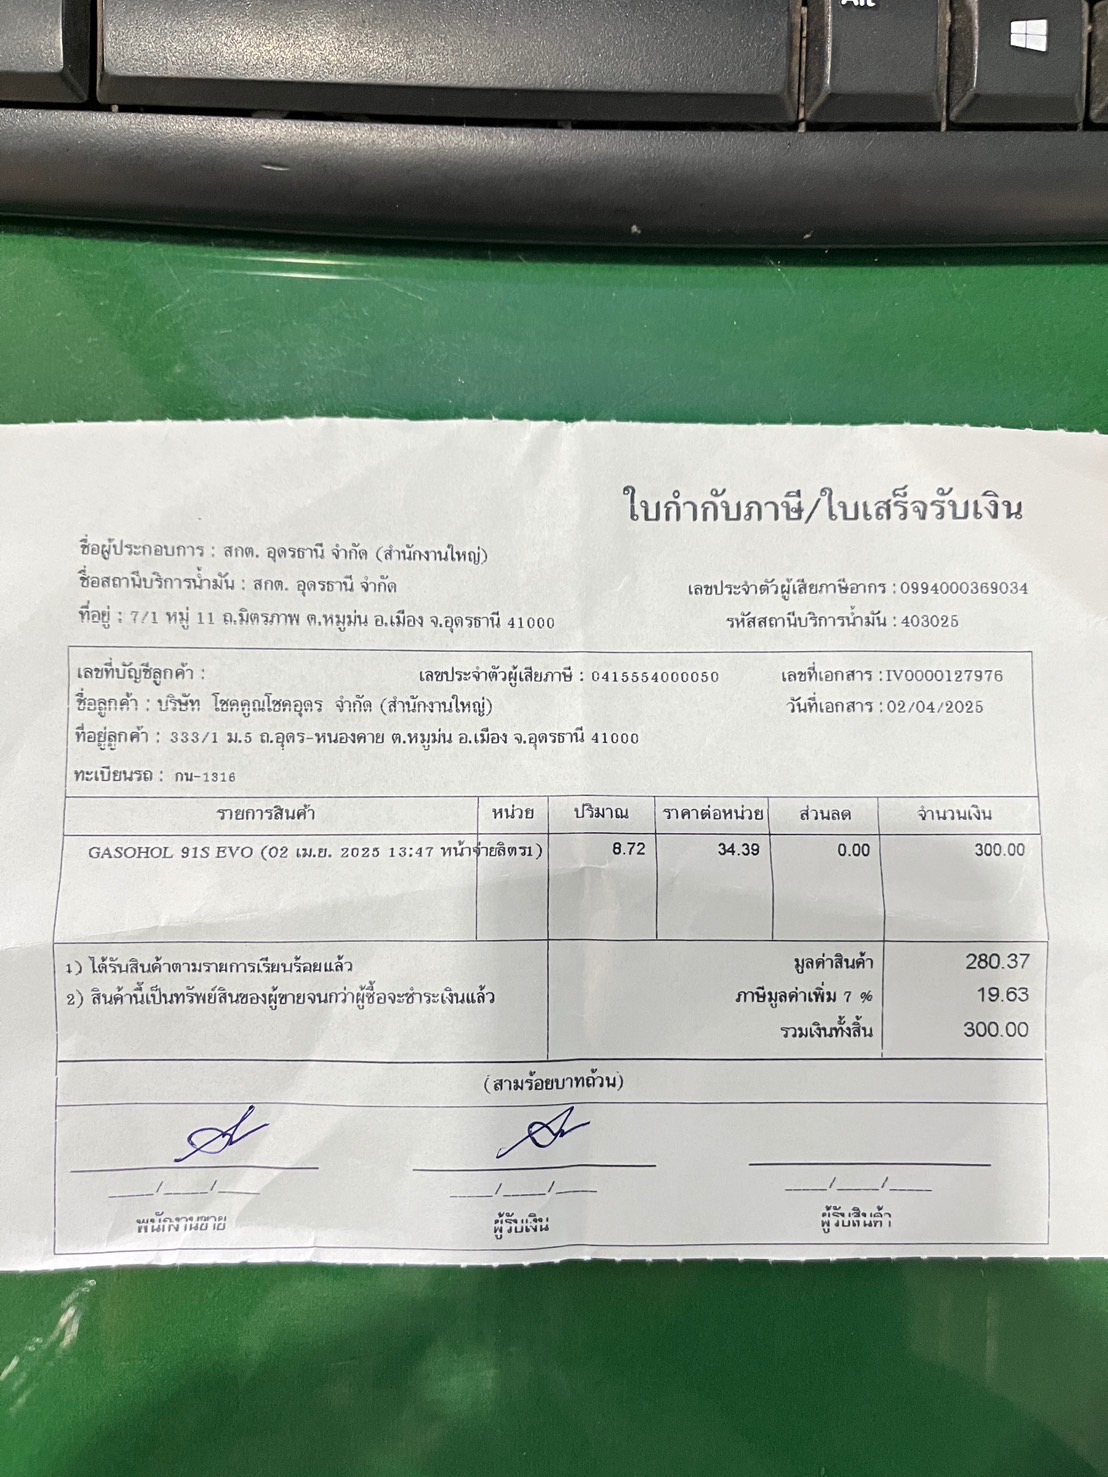 Alt
ใบกำกับภาษี/ใบเสร็จรับเงิน
ชื่อผู้ประกอบการ : สกต. อุดรธานี จำกัด (สำนักงานใหญ่)
ชื่อสถานีบริการน้ำมัน : สกต. อุดรธานี จำกัด เลขประจำตัวผู้เสียภาษีอากร : 0994000369034
ที่อยู่ : 7/1 หมู่ 11 ถ.มิตรภาพ ต.หมูม่น อ.เมือง จ.อุดรธานี 41000 รหัสสถานีบริการน้ำมัน : 403025
เลขที่บัญชีลูกค้า : เลขประจำตัวผู้เสียภาษี : 0415554000050 เลขที่เอกสาร : IV0000127976
ชื่อลูกค้า : บริษัท โชคคูณโชคอุดร จำกัด (สำนักงานใหญ่) วันที่เอกสาร : 02/04/2025
ที่อยู่ลูกค้า : 333/1 ม.5 ถ.อุดร-หนองคาย ต.หมูม่น อ.เมือง จ.อุดรธานี 41000
ทะเบียนรถ : กน-1316
รายการสินค้า หน่วย ปริมาณ ราคาต่อหน่วย ส่วนลด จำนวนเงิน
GASOHOL 91S EVO (02 เม.ย. 2025 13:47 หน้าจ่ายลิตร1) 8.72 34.39 0.00 300.00
1) ได้รับสินค้าตามรายการเรียบร้อยแล้ว มูลค่าสินค้า 280.37
2) สินค้านี้เป็นทรัพย์สินของผู้ขายจนกว่าผู้ซื้อจะชำระเงินแล้ว ภาษีมูลค่าเพิ่ม 7 % 19.63
รวมเงินทั้งสิ้น 300.00
(สามร้อยบาทถ้วน)
____/____/____ ____/____/____ ____/____/____
พนักงานขาย ผู้รับเงิน ผู้รับสินค้า